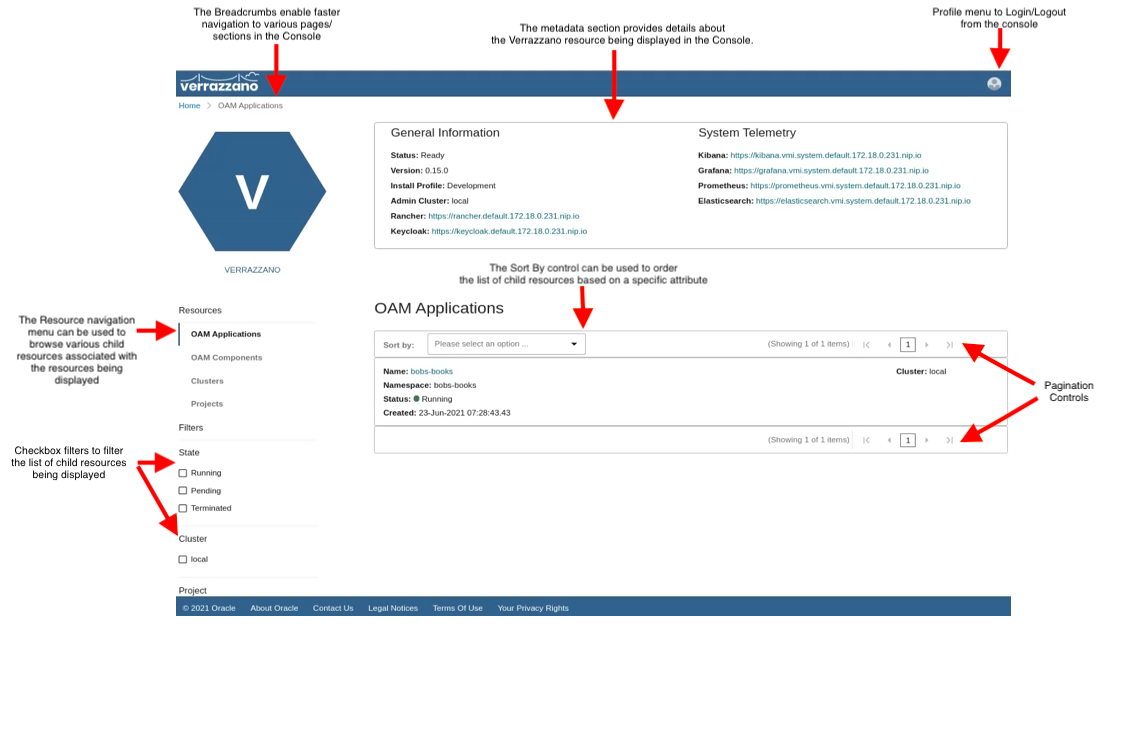 The Breadcrumbs enable faster
navigation to various pages/
sections in the Console
The metadata section provides details about
the Verrazzano resource being displayed in the Console.
Profile menu to Login/Logout
from the console
verrazzano
Home > OAM Applications
V
VERRAZZANO
General Information
Status: Ready
Version: 0.15.0
Install Profile: Development
Admin Cluster: local
Rancher: https://rancher.default.172.18.0.231.nip.io
Keycloak: https://keycloak.default.172.18.0.231.nip.io
System Telemetry
Kibana: https://kibana.vmi.system.default.172.18.0.231.nip.io
Grafana: https://grafana.vmi.system.default.172.18.0.231.nip.io
Prometheus: https://prometheus.vmi.system.default.172.18.0.231.nip.io
Elasticsearch: https://elasticsearch.vmi.system.default.172.18.0.231.nip.io
The Sort By control can be used to order
the list of child resources based on a specific attribute
The Resource navigation
menu can be used to
browse various child
resources associated with
the resources being
displayed
Resources
OAM Applications
OAM Components
Clusters
Projects
Filters
Checkbox filters to filter
the list of child resources
being displayed
State
Running
Pending
Terminated
Cluster
local
Project
OAM Applications
Sort by: Please select an option ... (Showing 1 of 1 items) 1
Name: bobs-books Cluster: local
Namespace: bobs-books
Status: Running
Created: 23-Jun-2021 07:28:43.43
(Showing 1 of 1 items) 1
Pagination
Controls
© 2021 Oracle About Oracle Contact Us Legal Notices Terms Of Use Your Privacy Rights